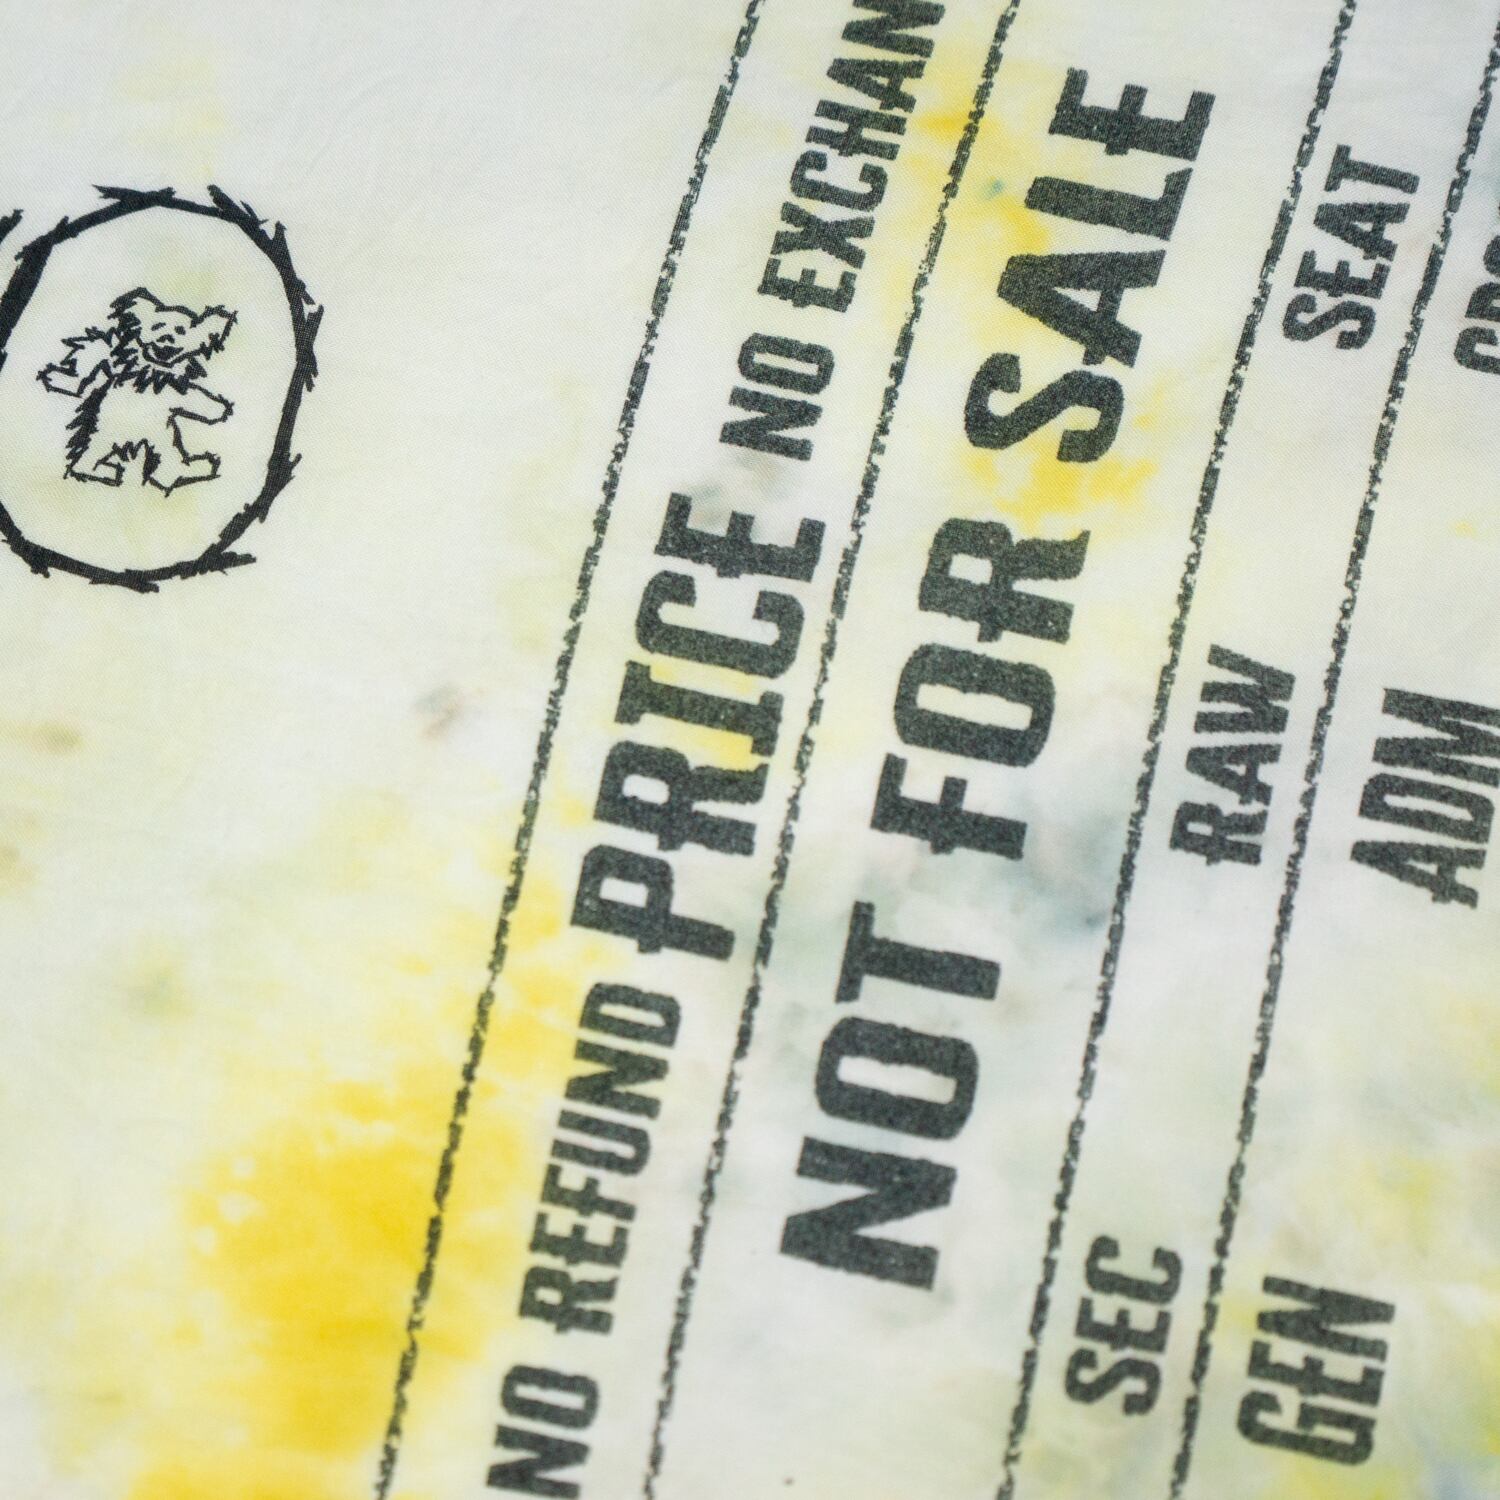 NO REFUND PRICE NO EXCHAN
NOT FOR SALE
SEC RAW SEAT
GEN ADM